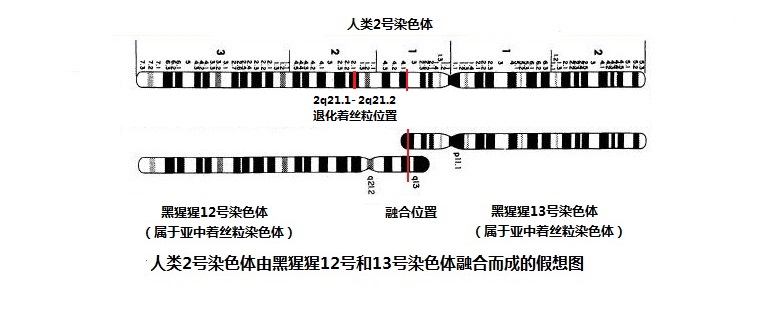 人类2号染色体
3 2 1 1 2
2q21.1- 2q21.2
退化着丝粒位置
p11.1
q21.2
q13
黑猩猩12号染色体
融合位置
黑猩猩13号染色体
（属于亚中着丝粒染色体）
（属于亚中着丝粒染色体）
人类2号染色体由黑猩猩12号和13号染色体融合而成的假想图